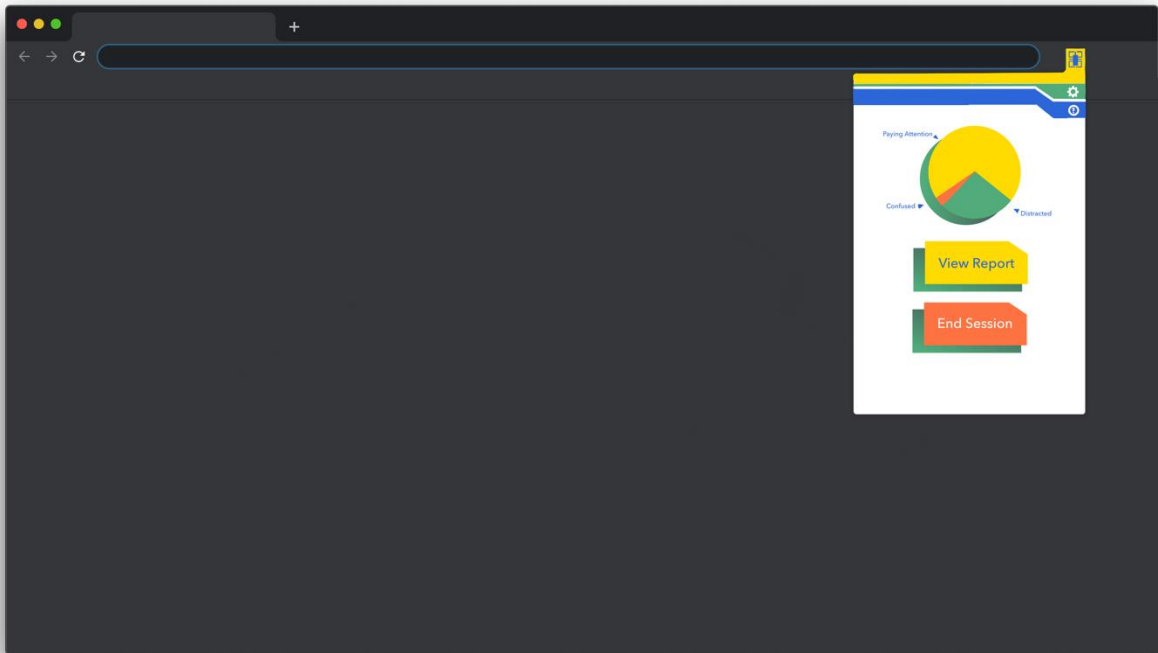 Paying Attention
Confused
Distracted
View Report
End Session